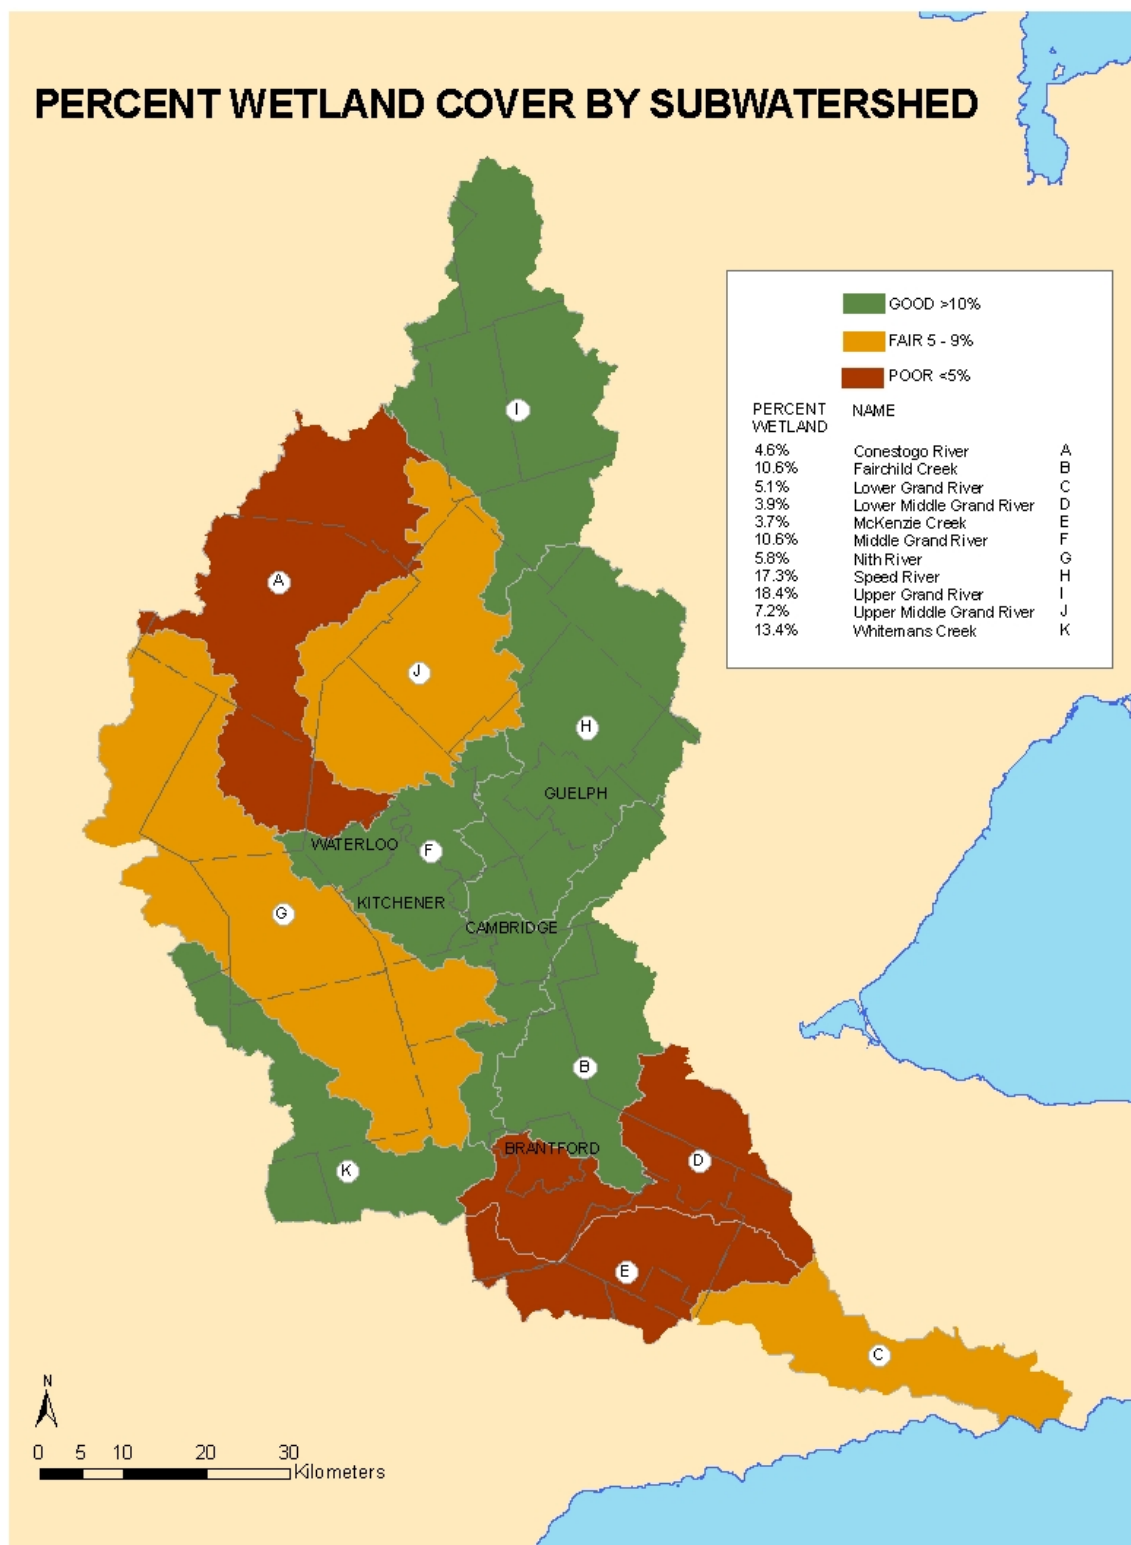 PERCENT WETLAND COVER BY SUBWATERSHED
GOOD >10%
FAIR 5 - 9%
POOR <5%
PERCENT WETLAND NAME
4.6% Conestogo River A
10.6% Fairchild Creek B
5.1% Lower Grand River C
3.9% Lower Middle Grand River D
3.7% McKenzie Creek E
10.6% Middle Grand River F
5.8% Nith River G
17.3% Speed River H
18.4% Upper Grand River I
7.2% Upper Middle Grand River J
13.4% Whitemans Creek K
I
A
J
H
GUELPH
WATERLOO
F
KITCHENER
G
CAMBRIDGE
B
BRANTFORD
D
K
E
C
N
0 5 10 20 30
Kilometers